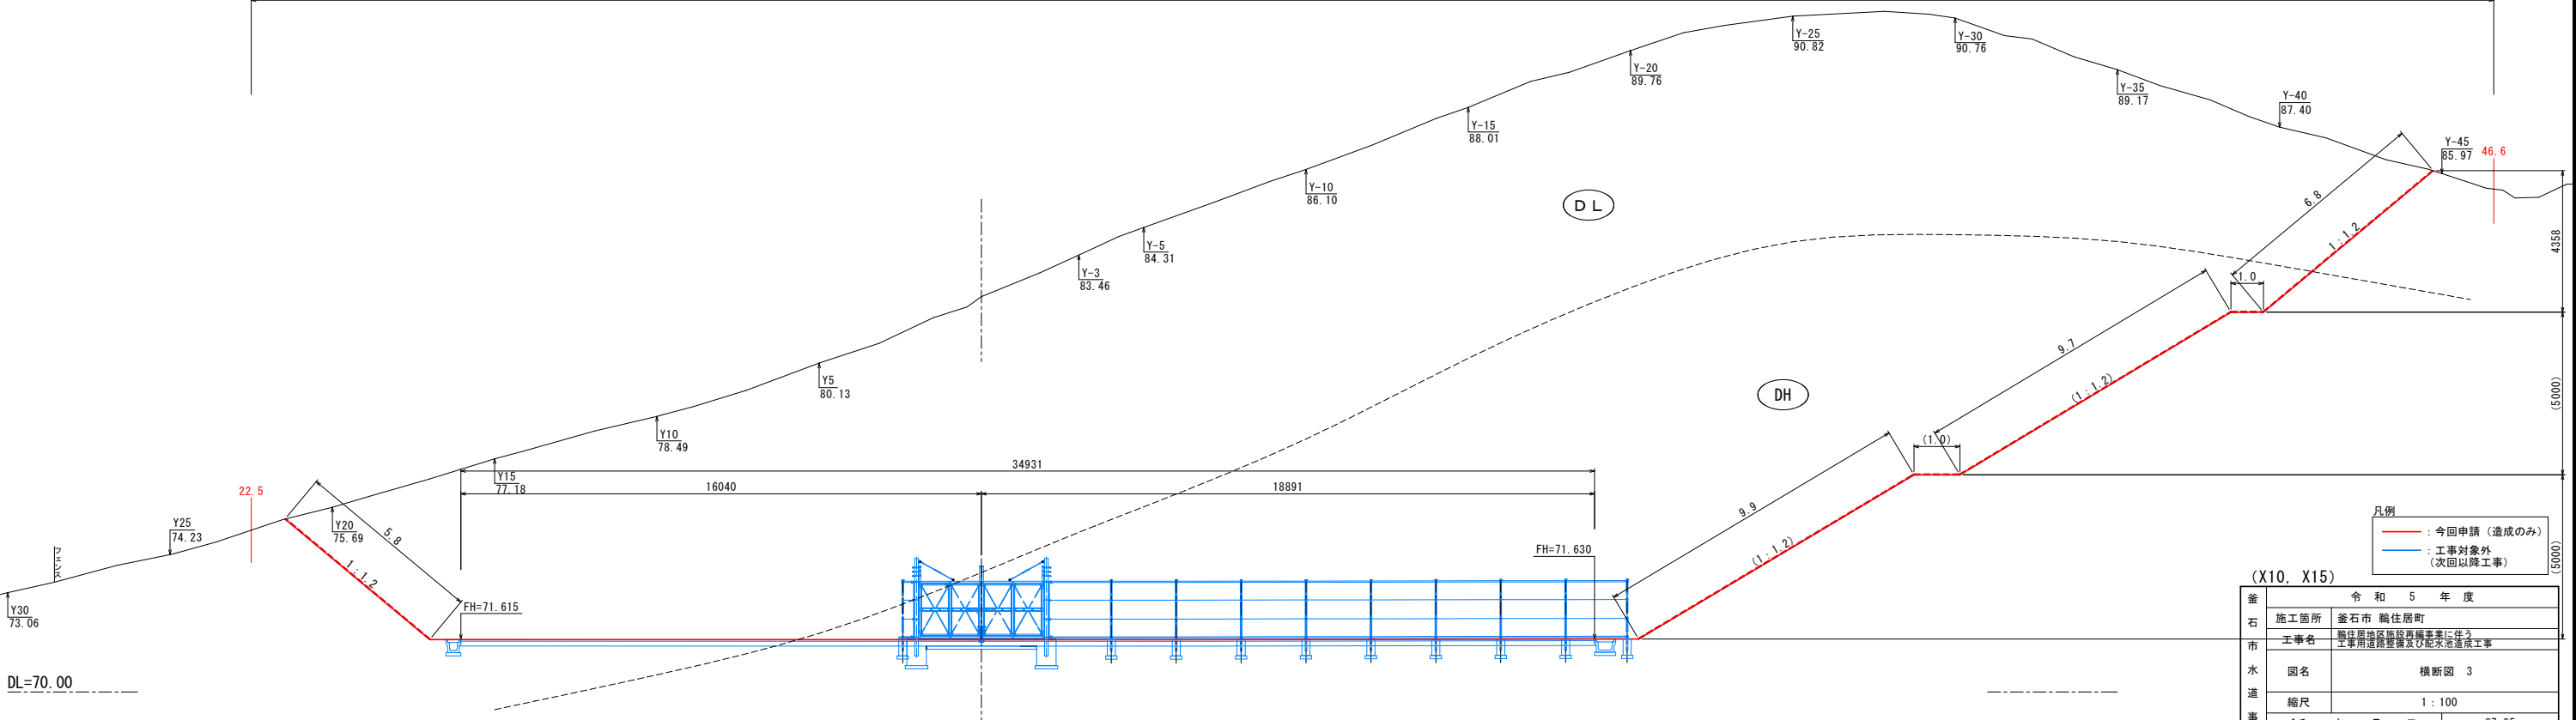 Y-25
90.82
Y-30
90.76
Y-20
89.76
Y-35
89.17
Y-40
87.40
Y-15
88.01
Y-45
85.97
46.6
Y-10
86.10
DL
6.8
1:1.2
4358
Y-5
84.31
Y-3
83.46
1.0
9.7
Y5
80.13
(1:1.2)
(5000)
DH
Y10
78.49
(1.0)
34931
Y15
77.18
16040
18891
22.5
Y25
74.23
Y20
75.69
5.8
9.9
凡例
:今回申請(造成のみ)
:工事対象外
(次回以降工事)
FH=71.630
(1:1.2)
(5000)
フェンス
1:1.2
(X10, X15)
Y30
73.06
FH=71.615
釜石市水道事
令和 5 年度
施工箇所 釜石市 鵜住居町
工事名 鵜住居地区施設再編事業に伴う
工事用道路整備及び配水池造成工事
図名 横断図 3
縮尺 1:100
DL=70.00